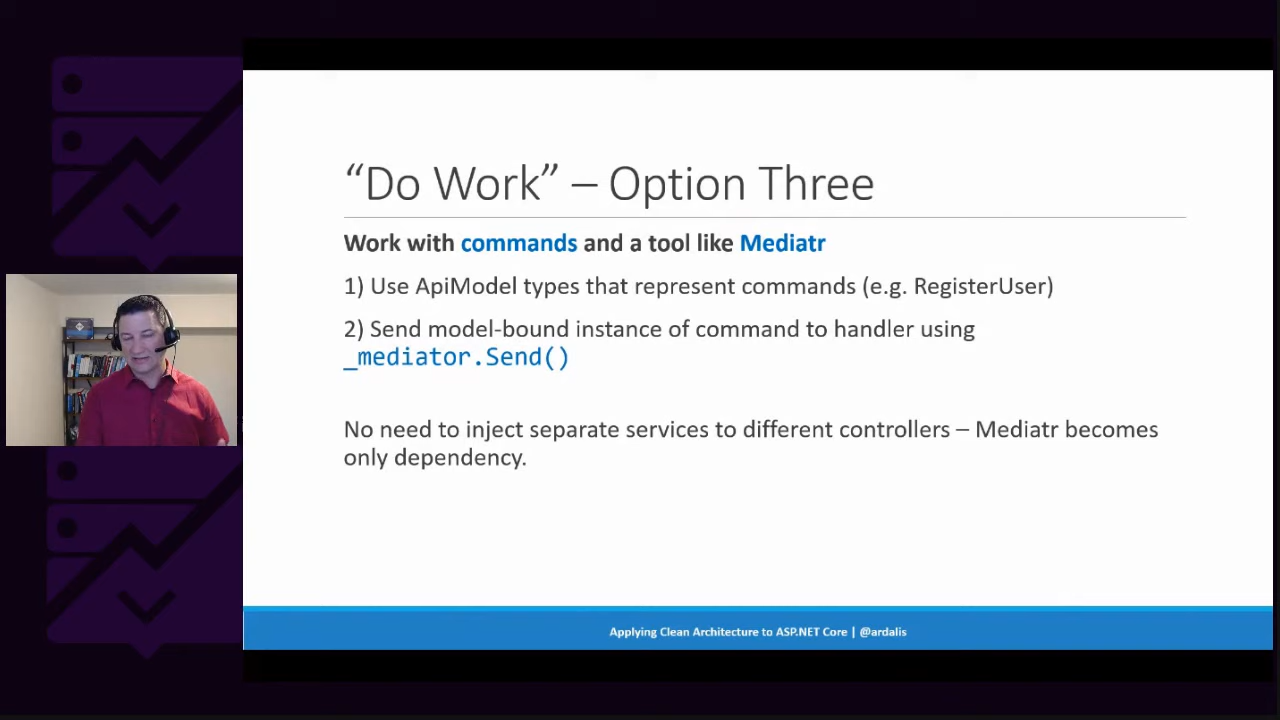 “Do Work” – Option Three
Work with commands and a tool like Mediatr
1) Use ApiModel types that represent commands (e.g. RegisterUser)
2) Send model-bound instance of command to handler using
_mediator.Send()
No need to inject separate services to different controllers – Mediatr becomes
only dependency.
Applying Clean Architecture to ASP.NET Core | @ardalis